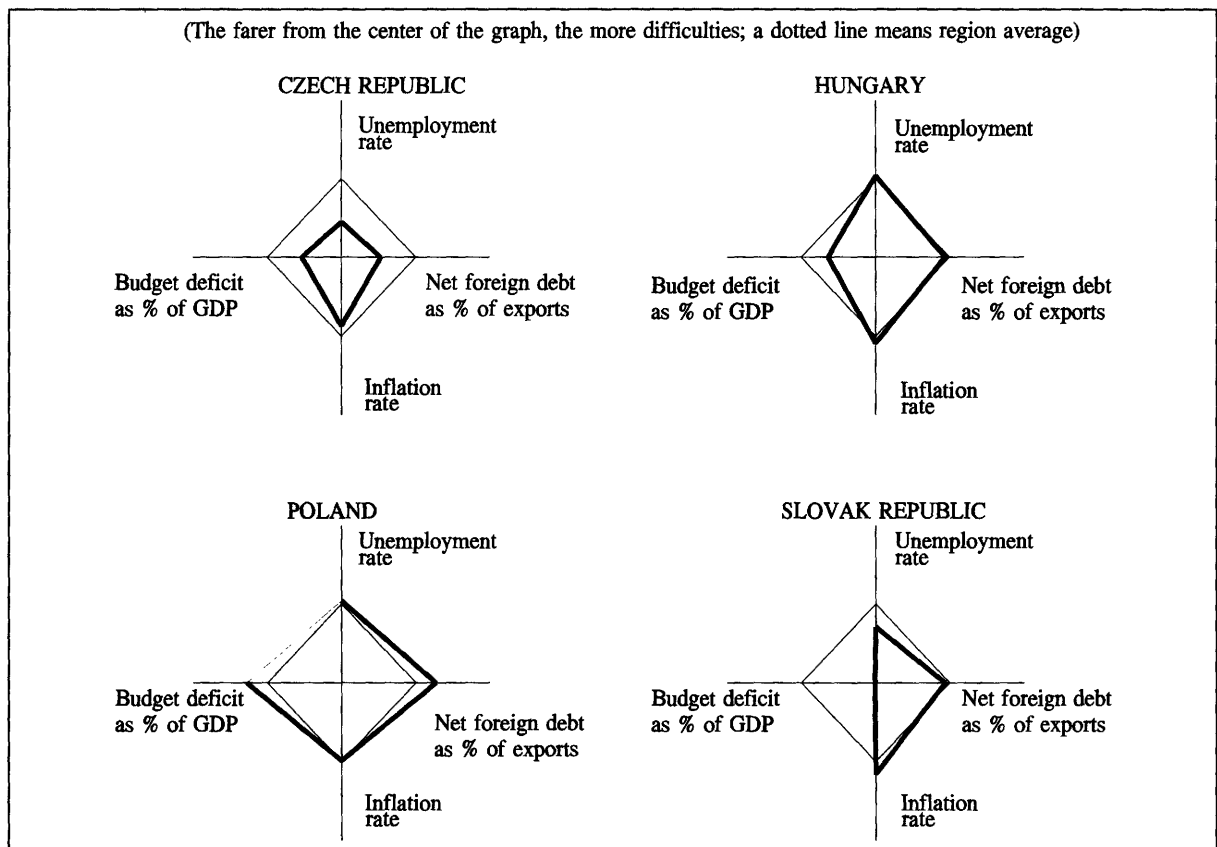 (The farer from the center of the graph, the more difficulties; a dotted line means region average)
CZECH REPUBLIC
Unemployment
rate
Budget deficit
as % of GDP
Net foreign debt
as % of exports
Inflation
rate
HUNGARY
Unemployment
rate
Budget deficit
as % of GDP
Net foreign debt
as % of exports
Inflation
rate
POLAND
Unemployment
rate
Budget deficit
as % of GDP
Net foreign debt
as % of exports
Inflation
rate
SLOVAK REPUBLIC
Unemployment
rate
Budget deficit
as % of GDP
Net foreign debt
as % of exports
Inflation
rate